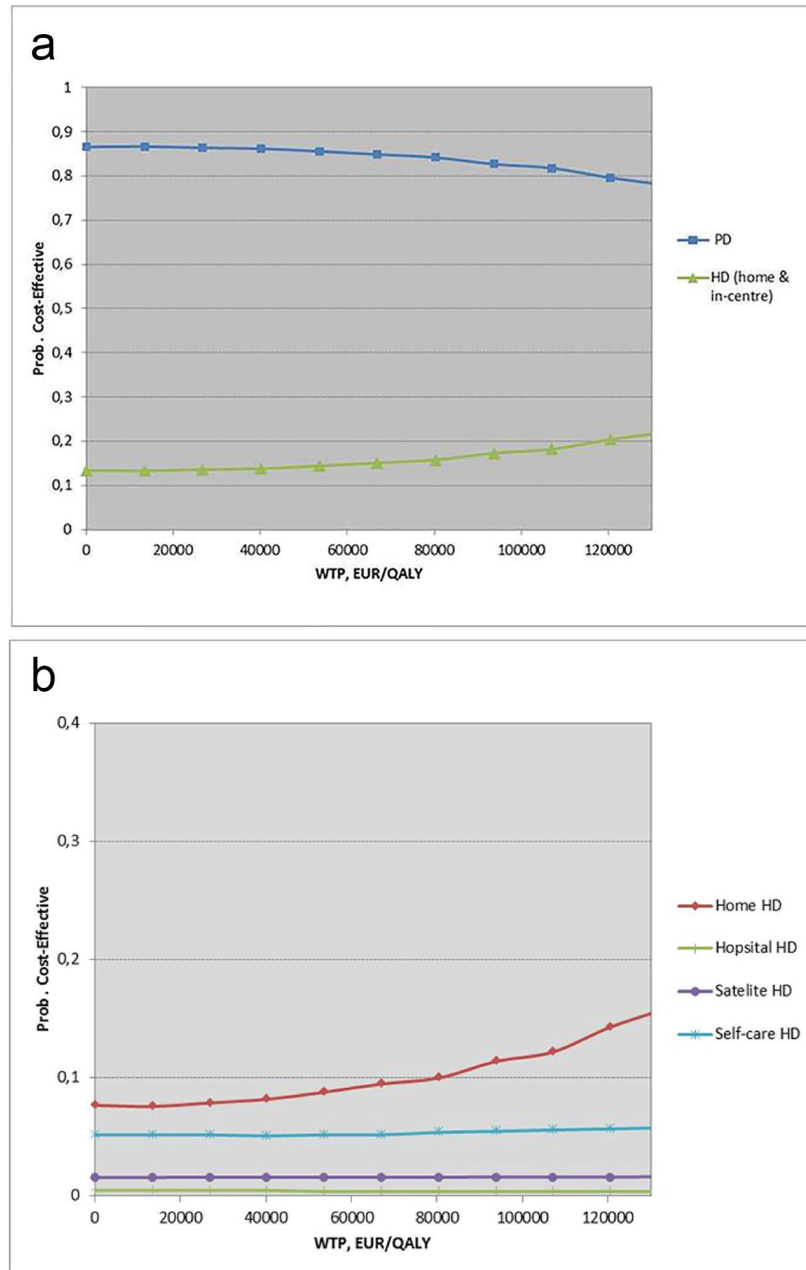 a
1
0,9
0,8
0,7
0,6
0,5
0,4
0,3
0,2
0,1
0
Prob. Cost-Effective
0 20000 40000 60000 80000 100000 120000
WTP, EUR/QALY
PD
HD (home &
in-centre)
b
0,4
0,3
0,2
0,1
0
Prob. Cost-Effective
0 20000 40000 60000 80000 100000 120000
WTP, EUR/QALY
Home HD
Hopsital HD
Satelite HD
Self-care HD